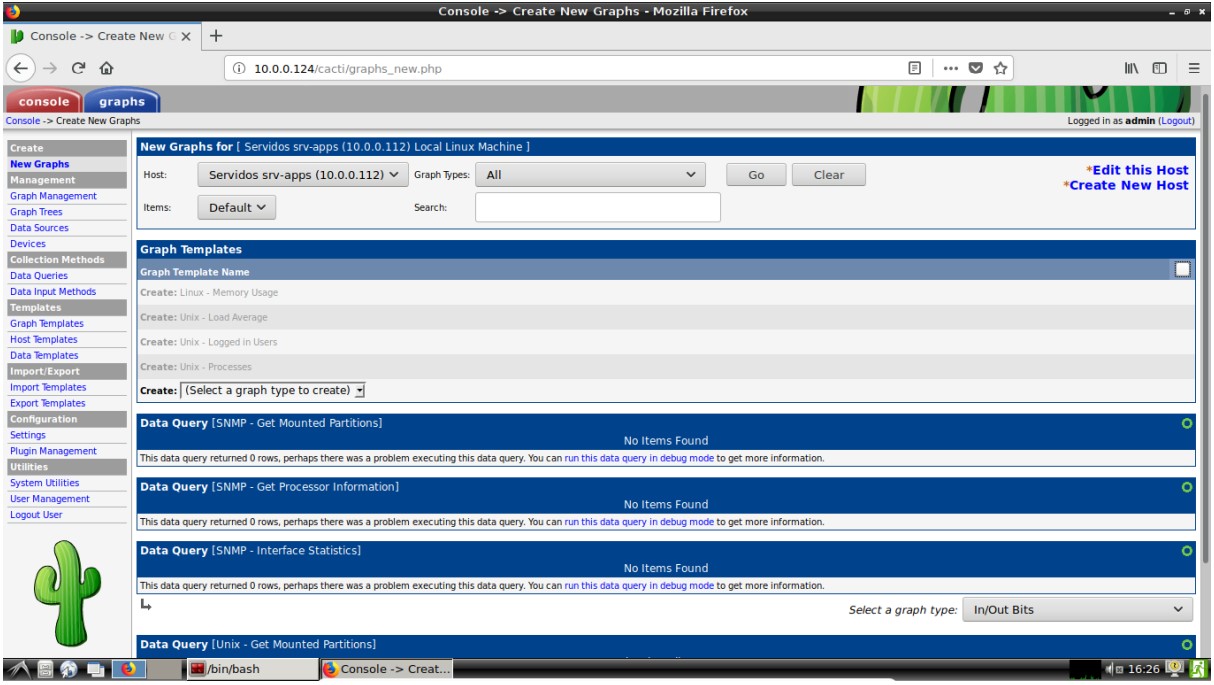 Console -> Create New Graphs - Mozilla Firefox
Console -> Create New G
10.0.0.124/cacti/graphs_new.php
console graphs
Console -> Create New Graphs
Logged in as admin (Logout)
Create
New Graphs
Management
Graph Management
Graph Trees
Data Sources
Devices
Collection Methods
Data Queries
Data Input Methods
Templates
Graph Templates
Host Templates
Data Templates
Import/Export
Import Templates
Export Templates
Configuration
Settings
Plugin Management
Utilities
System Utilities
User Management
Logout User
New Graphs for [ Servidos srv-apps (10.0.0.112) Local Linux Machine ]
Host: Servidos srv-apps (10.0.0.112) Graph Types: All Go Clear
*Edit this Host
*Create New Host
Items: Default Search:
Graph Templates
Graph Template Name
Create: Linux - Memory Usage
Create: Unix - Load Average
Create: Unix - Logged in Users
Create: Unix - Processes
Create: (Select a graph type to create)
Data Query [SNMP - Get Mounted Partitions]
No Items Found
This data query returned 0 rows, perhaps there was a problem executing this data query. You can run this data query in debug mode to get more information.
Data Query [SNMP - Get Processor Information]
No Items Found
This data query returned 0 rows, perhaps there was a problem executing this data query. You can run this data query in debug mode to get more information.
Data Query [SNMP - Interface Statistics]
No Items Found
This data query returned 0 rows, perhaps there was a problem executing this data query. You can run this data query in debug mode to get more information.
Select a graph type: In/Out Bits
Data Query [Unix - Get Mounted Partitions]
/bin/bash
Console -> Creat...
16:26